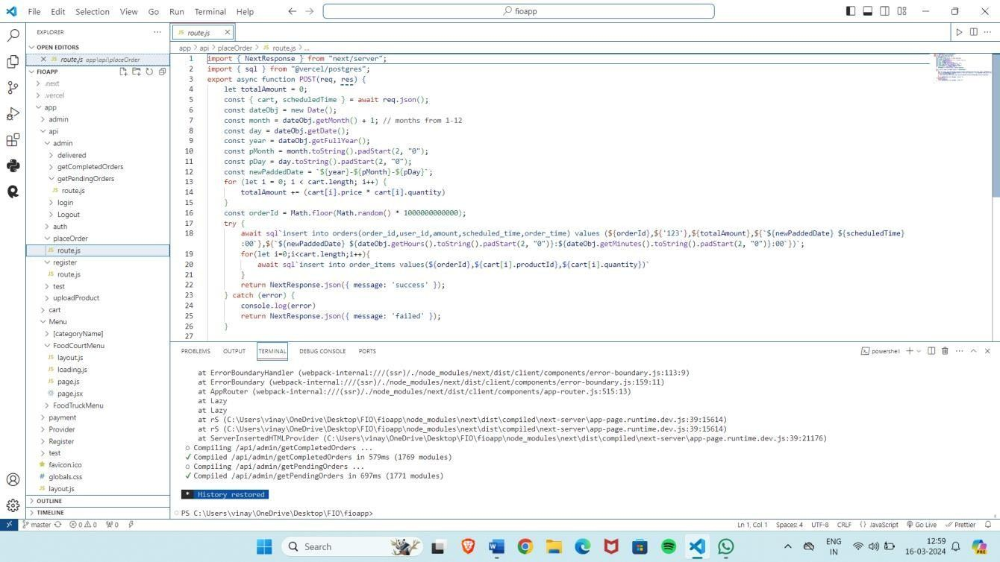 File Edit Selection View Go Run Terminal Help
fioapp
EXPLORER
OPEN EDITORS
JS route.js app\api\placeOrder
FIOAPP
.next
.vercel
app
admin
api
admin
delivered
getCompletedOrders
getPendingOrders
JS route.js
login
Logout
auth
placeOrder
JS route.js
register
JS route.js
test
uploadProduct
cart
Menu
[categoryName]
FoodCourtMenu
JS layout.js
JS loading.js
JS page.js
page.jsx
FoodTruckMenu
payment
Provider
Register
test
favicon.ico
# globals.css
JS layout.js
OUTLINE
TIMELINE
JS route.js
app > api > placeOrder > JS route.js > ...
1 import { NextResponse } from "next/server";
2 import { sql } from "@vercel/postgres";
3 export async function POST(req, res) {
4 let totalAmount = 0;
5 const { cart, scheduledTime } = await req.json();
6 const dateObj = new Date();
7 const month = dateObj.getMonth() + 1; // months from 1-12
8 const day = dateObj.getDate();
9 const year = dateObj.getFullYear();
10 const pMonth = month.toString().padStart(2, "0");
11 const pDay = day.toString().padStart(2, "0");
12 const newPaddedDate = `${year}-${pMonth}-${pDay}`;
13 for (let i = 0; i < cart.length; i++) {
14 totalAmount += (cart[i].price * cart[i].quantity)
15 }
16 const orderId = Math.floor(Math.random() * 1000000000000);
17 try {
18 await sql`insert into orders(order_id,user_id,amount,scheduled_time,order_time) values (${orderId},${'123'},${totalAmount},${`${newPaddedDate} ${scheduledTime}
:00`},${`${newPaddedDate} ${dateObj.getHours().toString().padStart(2, "0")}:${dateObj.getMinutes().toString().padStart(2, "0")}:00`})`;
19 for(let i=0;i<cart.length;i++){
20 await sql`insert into order_items values(${orderId},${cart[i].productId},${cart[i].quantity})`
21 }
22 return NextResponse.json({ message: 'success' });
23 } catch (error) {
24 console.log(error)
25 return NextResponse.json({ message: 'failed' });
26 }
27
PROBLEMS OUTPUT TERMINAL DEBUG CONSOLE PORTS
powershell
at ErrorBoundaryHandler (webpack-internal:///(ssr)/./node_modules/next/dist/client/components/error-boundary.js:113:9)
at ErrorBoundary (webpack-internal:///(ssr)/./node_modules/next/dist/client/components/error-boundary.js:159:11)
at AppRouter (webpack-internal:///(ssr)/./node_modules/next/dist/client/components/app-router.js:515:13)
at Lazy
at Lazy
at rS (C:\Users\vinay\OneDrive\Desktop\FIO\fioapp\node_modules\next\dist\compiled\next-server\app-page.runtime.dev.js:39:15614)
at rS (C:\Users\vinay\OneDrive\Desktop\FIO\fioapp\node_modules\next\dist\compiled\next-server\app-page.runtime.dev.js:39:15614)
at ServerInsertedHTMLProvider (C:\Users\vinay\OneDrive\Desktop\FIO\fioapp\node_modules\next\dist\compiled\next-server\app-page.runtime.dev.js:39:21176)
○ Compiling /api/admin/getCompletedOrders ...
✓ Compiled /api/admin/getCompletedOrders in 579ms (1769 modules)
○ Compiling /api/admin/getPendingOrders ...
✓ Compiled /api/admin/getPendingOrders in 697ms (1771 modules)
* History restored
PS C:\Users\vinay\OneDrive\Desktop\FIO\fioapp>
master 0 0 0 Ln 1, Col 1 Spaces: 4 UTF-8 CRLF {} JavaScript Go Live Prettier
Search
ENG
IN
12:59
16-03-2024
PRE